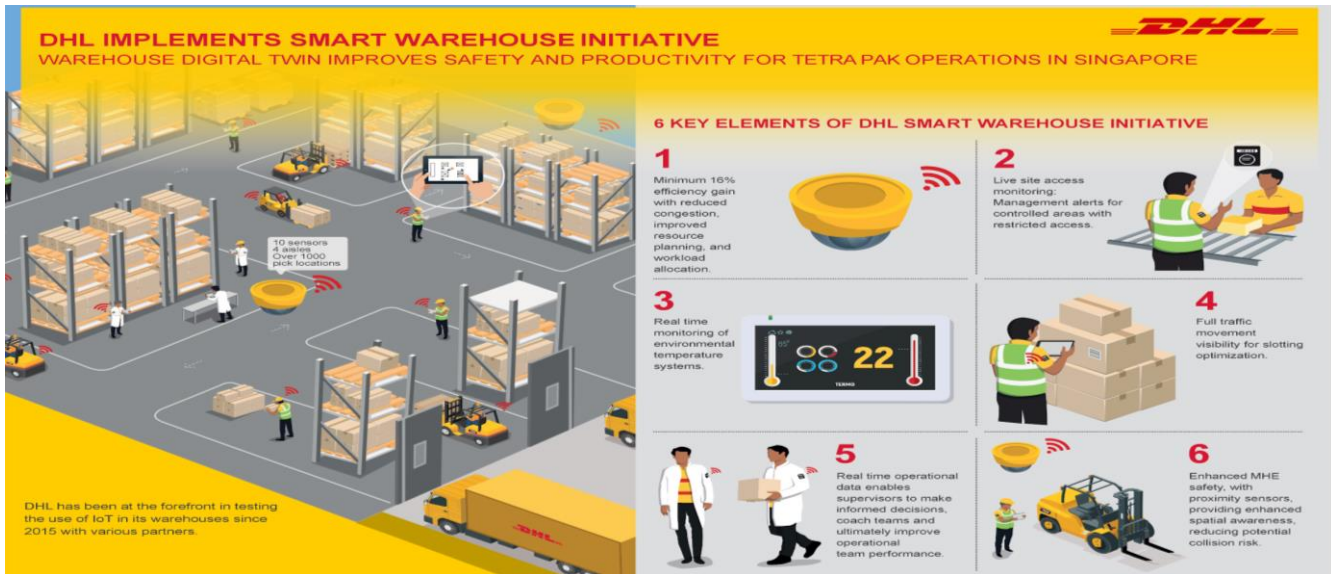 DHL IMPLEMENTS SMART WAREHOUSE INITIATIVE
WAREHOUSE DIGITAL TWIN IMPROVES SAFETY AND PRODUCTIVITY FOR TETRA PAK OPERATIONS IN SINGAPORE
DHL
10 sensors
4 aisles
Over 1000
pick locations
DHL
DHL has been at the forefront in testing
the use of IoT in its warehouses since
2015 with various partners.
6 KEY ELEMENTS OF DHL SMART WAREHOUSE INITIATIVE
1
Minimum 16%
efficiency gain
with reduced
congestion,
improved
resource
planning, and
workload
allocation.
2
Live site access
monitoring:
Management alerts for
controlled areas with
restricted access.
3
Real time
monitoring of
environmental
temperature
systems.
85°
22
TERMO
4
Full traffic
movement
visibility for slotting
optimization.
5
Real time operational
data enables
supervisors to make
informed decisions,
coach teams and
ultimately improve
operational
team performance.
6
Enhanced MHE
safety, with
proximity sensors,
providing enhanced
spatial awareness,
reducing potential
collision risk.